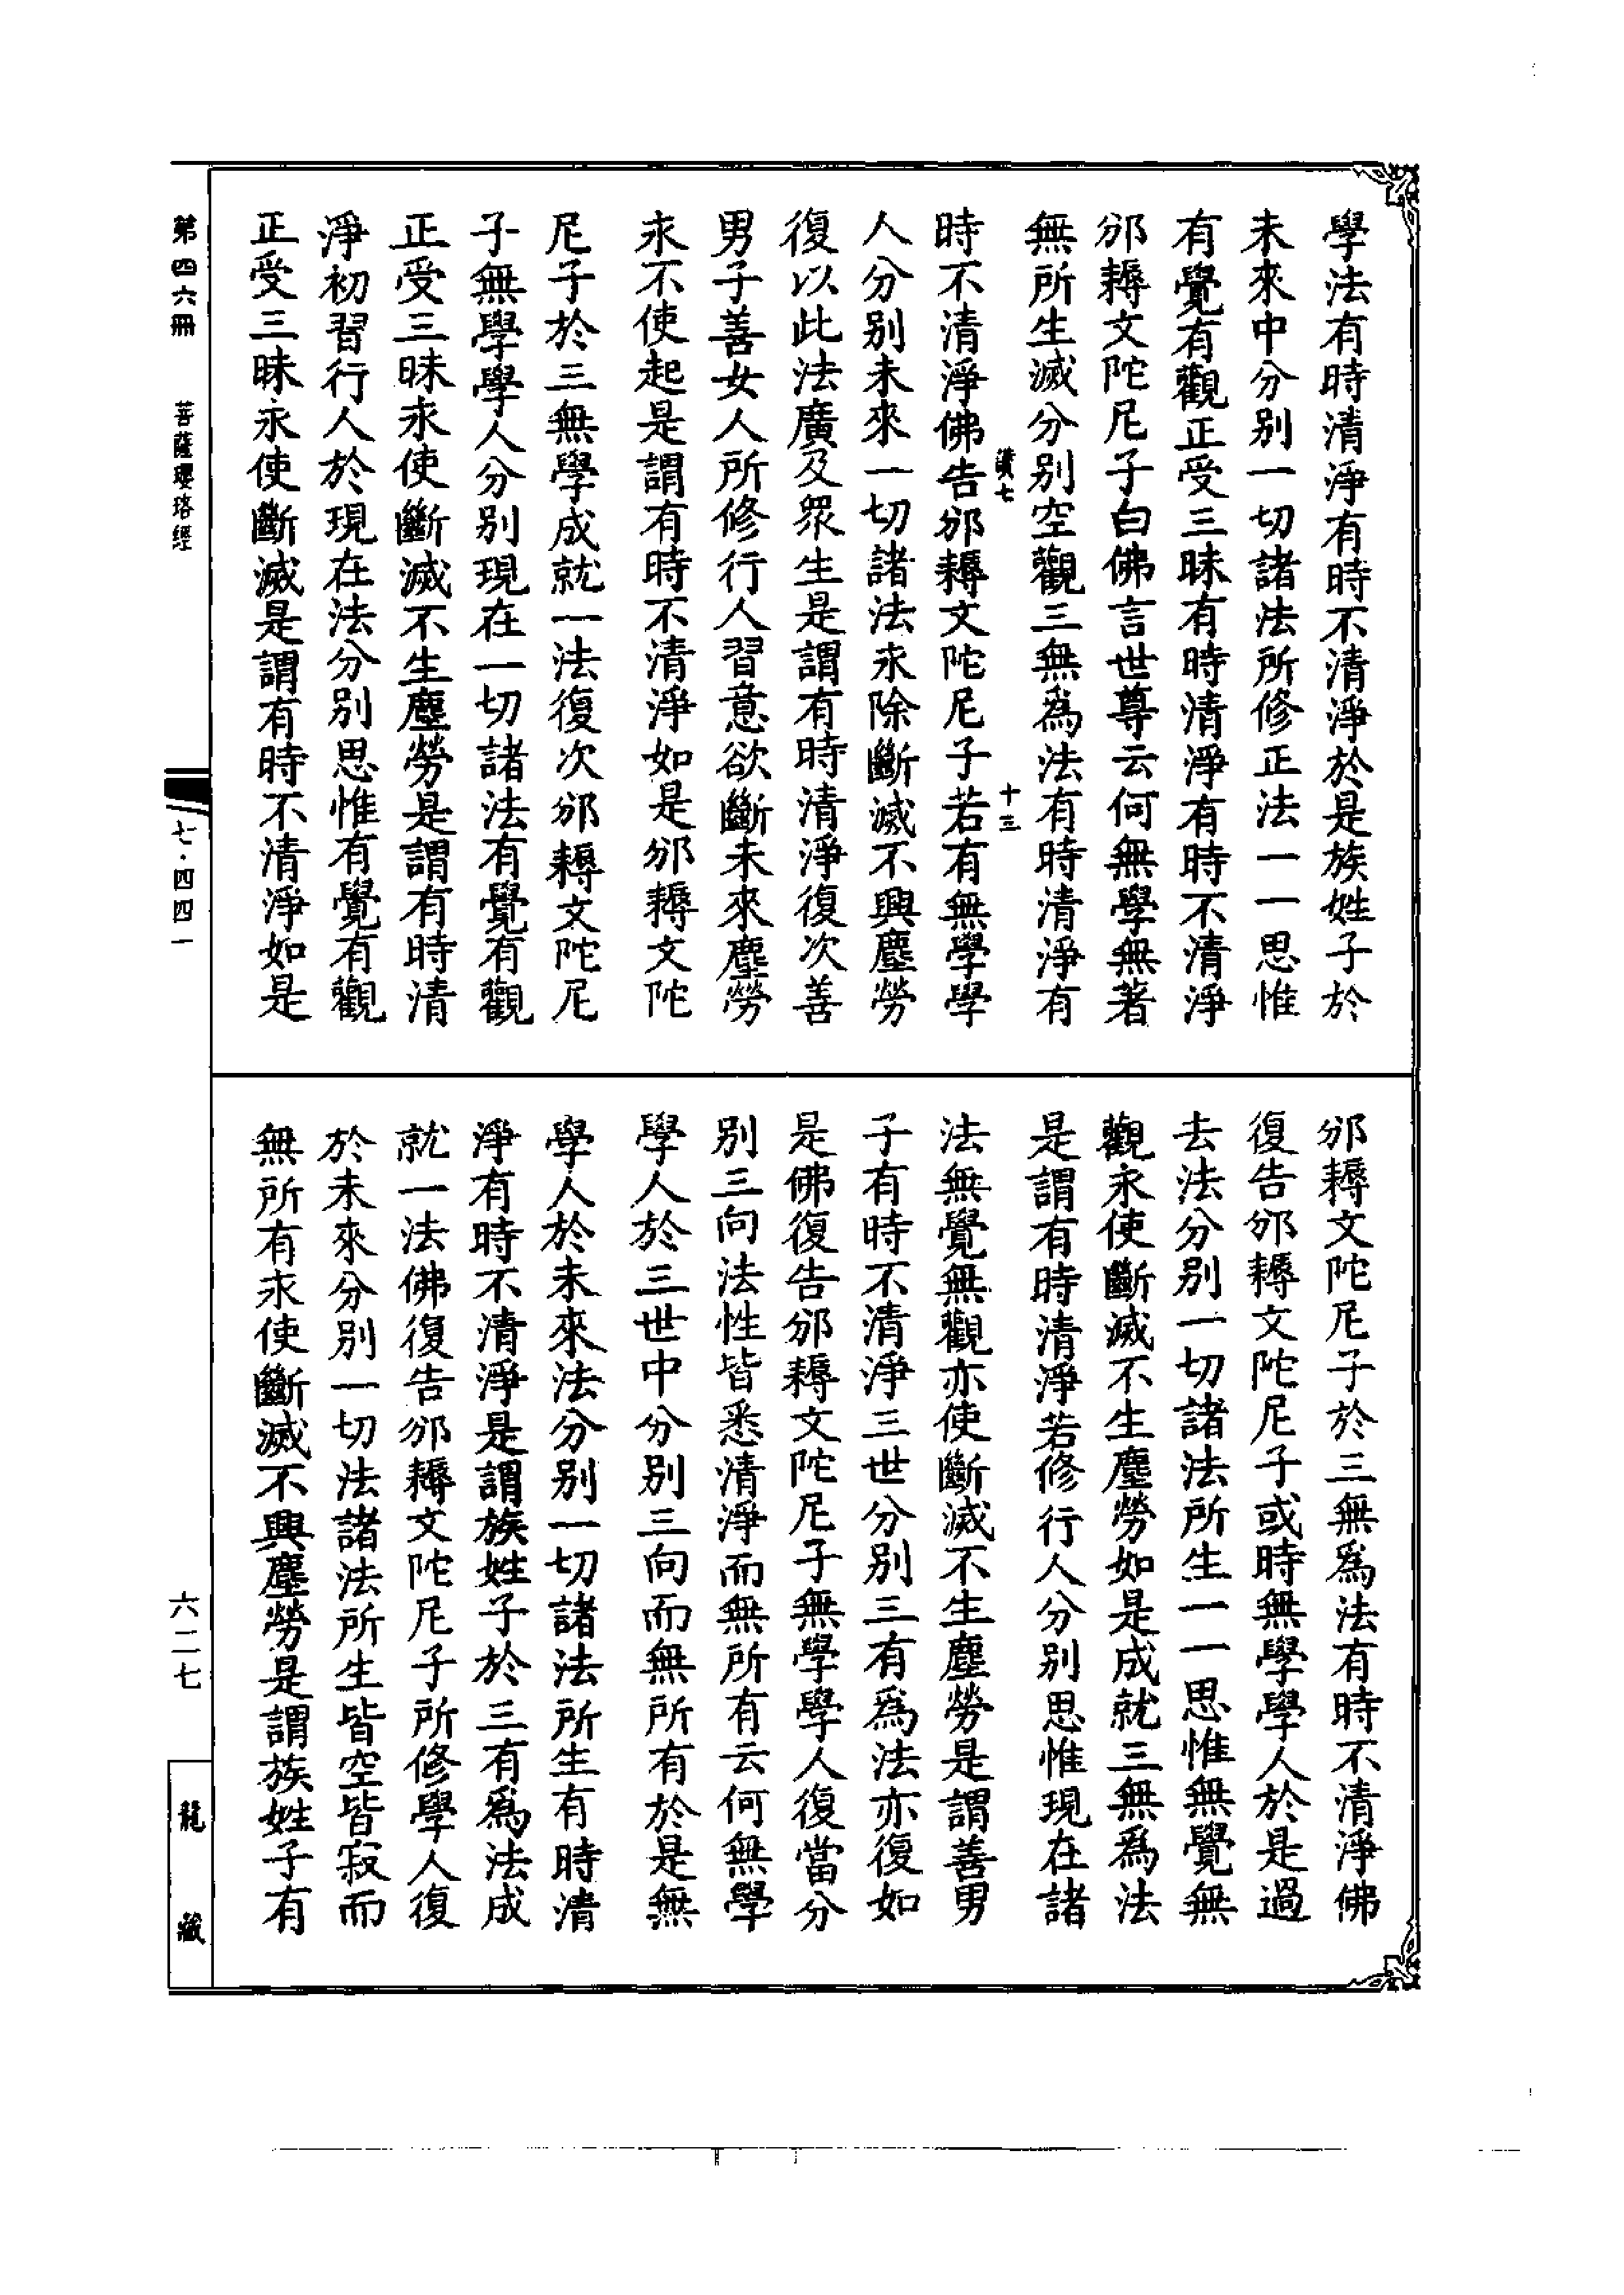 學法有時清淨有時不清淨於是族姓子於
未來中分別一切諸法所修正法一一思惟
有覺有觀正受三昧有時清淨有時不清淨
邠耨文陀尼子白佛言世尊云何無學無著
無所生滅分別空觀三無為法有時清淨有
十三
時不清淨佛告邠耨文陀尼子若有無學學
人分別未來一切諸法永除斷滅不興塵勞
復以此法廣及眾生是謂有時清淨復次善
男子善女人所修行人習意欲斷未來塵勞
永不使起是謂有時不清淨如是邠耨文陀
尼子於三無學成就一法復次邠耨文陀尼
子無學學人分別現在一切諸法有覺有觀
正受三昧永使斷滅不生塵勞是謂有時清
淨初習行人於現在法分別思惟有覺有觀
正受三昧永使斷滅是謂有時不清淨如是
邠耨文陀尼子於三無為法有時不清淨佛
復告邠耨文陀尼子或時無學學人於是過
去法分別一切諸法所生一一思惟無覺無
觀永使斷滅不生塵勞如是成就三無為法
是謂有時清淨若修行人分別思惟現在諸
法無覺無觀亦使斷滅不生塵勞是謂善男
子有時不清淨三世分別三有為法亦復如
是佛復告邠耨文陀尼子無學學人復當分
別三向法性皆悉清淨而無所有云何無學
學人於三世中分別三向而無所有於是無
學人於未來法分別一切諸法所生有時清
淨有時不清淨是謂族姓子於三有為法成
就一法佛復告邠耨文陀尼子所修學人復
於未來分別一切法諸法所生皆空皆寂而
無所有永使斷滅不興塵勞是謂族姓子有
第四六冊 菩薩瓔珞經
七·四四一
六二七
龍藏